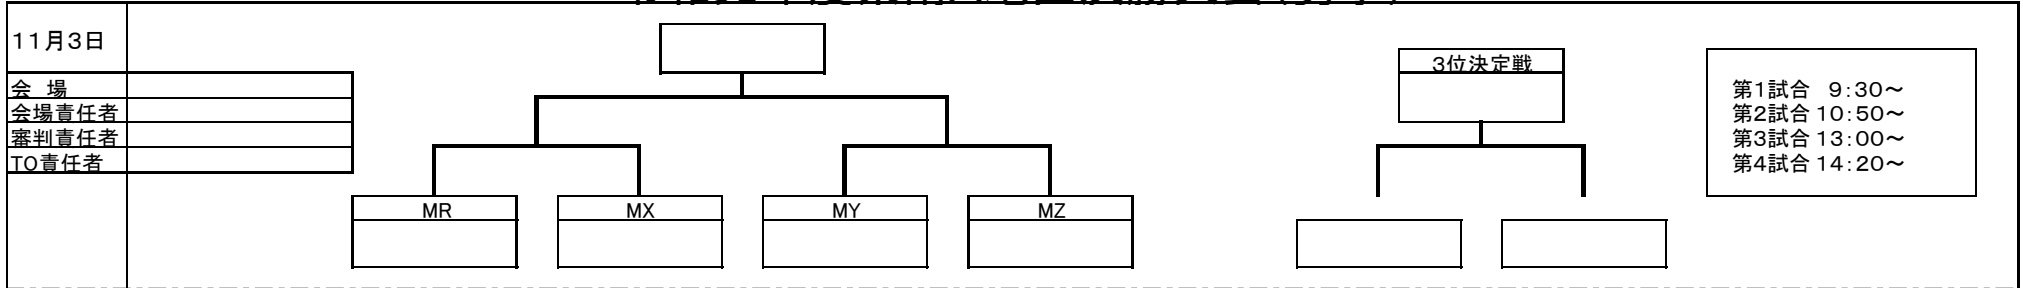 11月3日
会　場
会場責任者
審判責任者
TO責任者
3位決定戦
第1試合　9:30～
第2試合 10:50～
第3試合 13:00～
第4試合 14:20～
MR
MX
MY
MZ